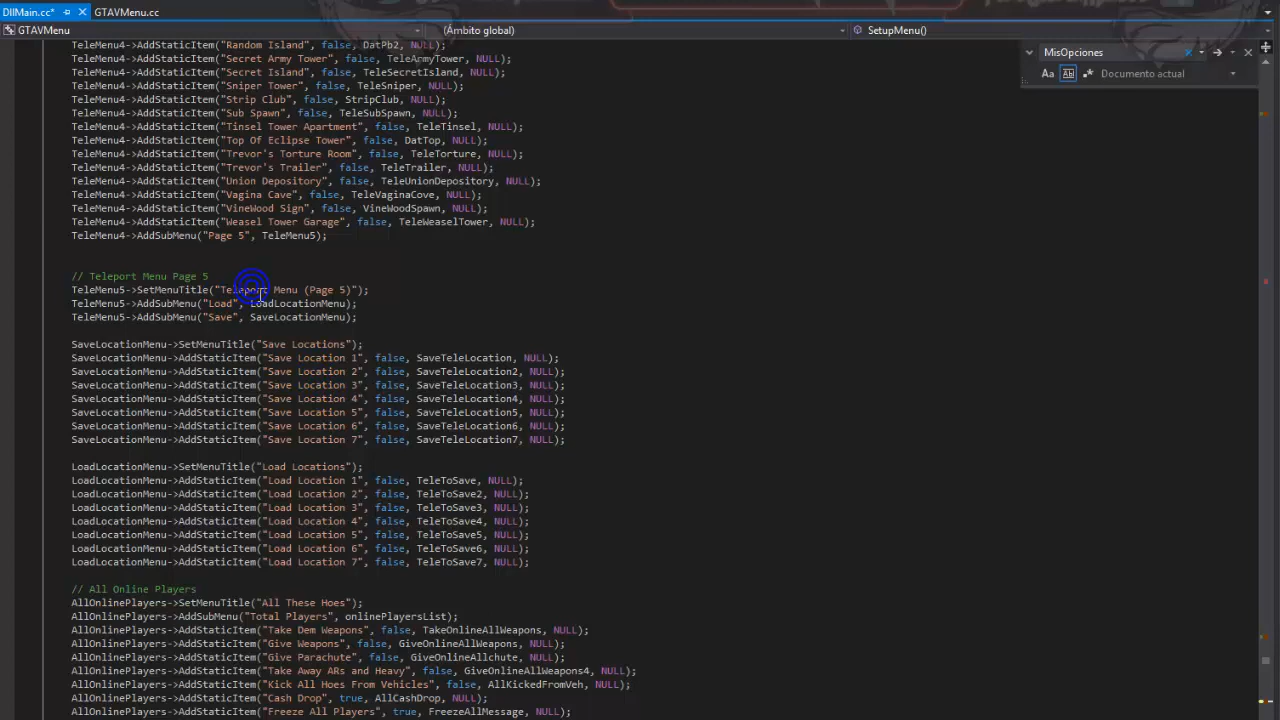 DllMain.cc*
GTAVMenu.cc
GTAVMenu
(Ámbito global)
SetupMenu()
MisOpciones
Aa Ab Documento actual
TeleMenu4->AddStaticItem("Random Island", false, DatPb2, NULL);
TeleMenu4->AddStaticItem("Secret Army Tower", false, TeleArmyTower, NULL);
TeleMenu4->AddStaticItem("Secret Island", false, TeleSecretIsland, NULL);
TeleMenu4->AddStaticItem("Sniper Tower", false, TeleSniper, NULL);
TeleMenu4->AddStaticItem("Strip Club", false, StripClub, NULL);
TeleMenu4->AddStaticItem("Sub Spawn", false, TeleSubSpawn, NULL);
TeleMenu4->AddStaticItem("Tinsel Tower Apartment", false, TeleTinsel, NULL);
TeleMenu4->AddStaticItem("Top Of Eclipse Tower", false, DatTop, NULL);
TeleMenu4->AddStaticItem("Trevor's Torture Room", false, TeleTorture, NULL);
TeleMenu4->AddStaticItem("Trevor's Trailer", false, TeleTrailer, NULL);
TeleMenu4->AddStaticItem("Union Depository", false, TeleUnionDepository, NULL);
TeleMenu4->AddStaticItem("Vagina Cave", false, TeleVaginaCove, NULL);
TeleMenu4->AddStaticItem("VineWood Sign", false, VineWoodSpawn, NULL);
TeleMenu4->AddStaticItem("Weasel Tower Garage", false, TeleWeaselTower, NULL);
TeleMenu4->AddSubMenu("Page 5", TeleMenu5);
// Teleport Menu Page 5
TeleMenu5->SetMenuTitle("Teleport Menu (Page 5)");
TeleMenu5->AddSubMenu("Load", LoadLocationMenu);
TeleMenu5->AddSubMenu("Save", SaveLocationMenu);
SaveLocationMenu->SetMenuTitle("Save Locations");
SaveLocationMenu->AddStaticItem("Save Location 1", false, SaveTeleLocation, NULL);
SaveLocationMenu->AddStaticItem("Save Location 2", false, SaveTeleLocation2, NULL);
SaveLocationMenu->AddStaticItem("Save Location 3", false, SaveTeleLocation3, NULL);
SaveLocationMenu->AddStaticItem("Save Location 4", false, SaveTeleLocation4, NULL);
SaveLocationMenu->AddStaticItem("Save Location 5", false, SaveTeleLocation5, NULL);
SaveLocationMenu->AddStaticItem("Save Location 6", false, SaveTeleLocation6, NULL);
SaveLocationMenu->AddStaticItem("Save Location 7", false, SaveTeleLocation7, NULL);
LoadLocationMenu->SetMenuTitle("Load Locations");
LoadLocationMenu->AddStaticItem("Load Location 1", false, TeleToSave, NULL);
LoadLocationMenu->AddStaticItem("Load Location 2", false, TeleToSave2, NULL);
LoadLocationMenu->AddStaticItem("Load Location 3", false, TeleToSave3, NULL);
LoadLocationMenu->AddStaticItem("Load Location 4", false, TeleToSave4, NULL);
LoadLocationMenu->AddStaticItem("Load Location 5", false, TeleToSave5, NULL);
LoadLocationMenu->AddStaticItem("Load Location 6", false, TeleToSave6, NULL);
LoadLocationMenu->AddStaticItem("Load Location 7", false, TeleToSave7, NULL);
// All Online Players
AllOnlinePlayers->SetMenuTitle("All These Hoes");
AllOnlinePlayers->AddSubMenu("Total Players", onlinePlayersList);
AllOnlinePlayers->AddStaticItem("Take Dem Weapons", false, TakeOnlineAllWeapons, NULL);
AllOnlinePlayers->AddStaticItem("Give Weapons", false, GiveOnlineAllWeapons, NULL);
AllOnlinePlayers->AddStaticItem("Give Parachute", false, GiveOnlineAllchute, NULL);
AllOnlinePlayers->AddStaticItem("Take Away ARs and Heavy", false, GiveOnlineAllWeapons4, NULL);
AllOnlinePlayers->AddStaticItem("Kick All Hoes From Vehicles", false, AllKickedFromVeh, NULL);
AllOnlinePlayers->AddStaticItem("Cash Drop", true, AllCashDrop, NULL);
AllOnlinePlayers->AddStaticItem("Freeze All Players", true, FreezeAllMessage, NULL);